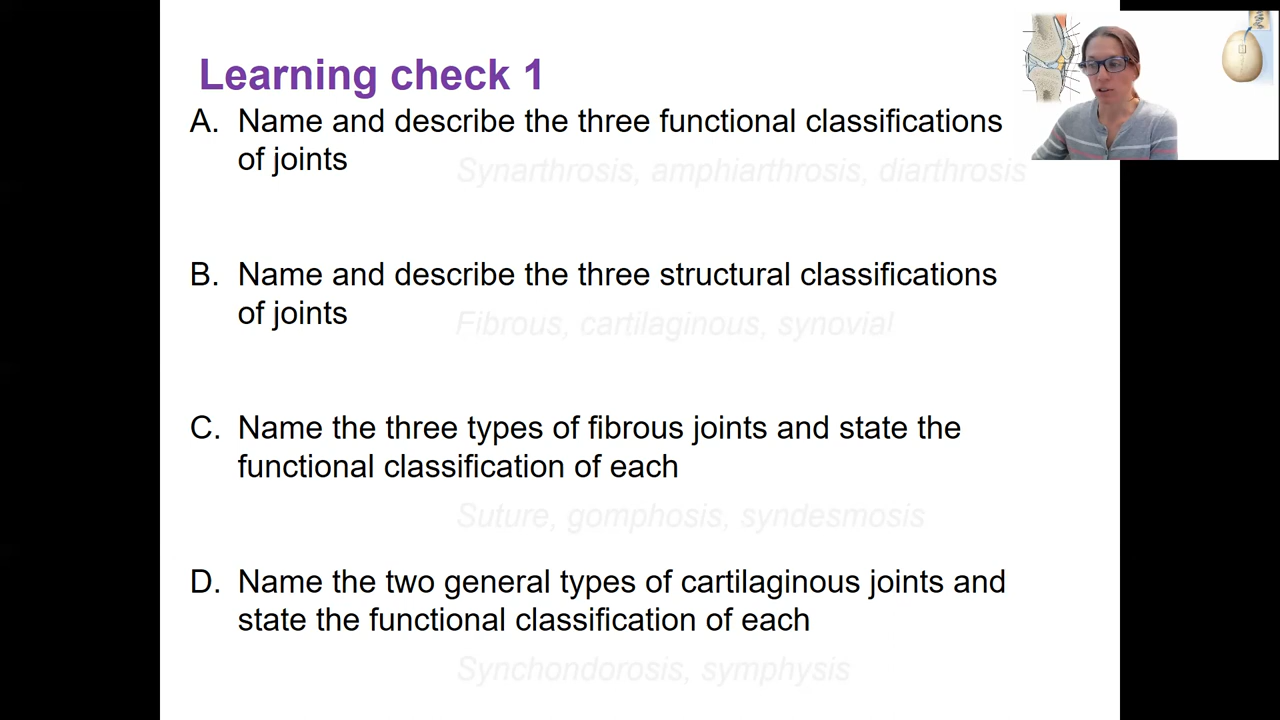 Learning check 1
A. Name and describe the three functional classifications
of joints
Synarthrosis, amphiarthrosis, diarthrosis
B. Name and describe the three structural classifications
of joints
Fibrous, cartilaginous, synovial
C. Name the three types of fibrous joints and state the
functional classification of each
Suture, gomphosis, syndesmosis
D. Name the two general types of cartilaginous joints and
state the functional classification of each
Synchondorosis, symphysis